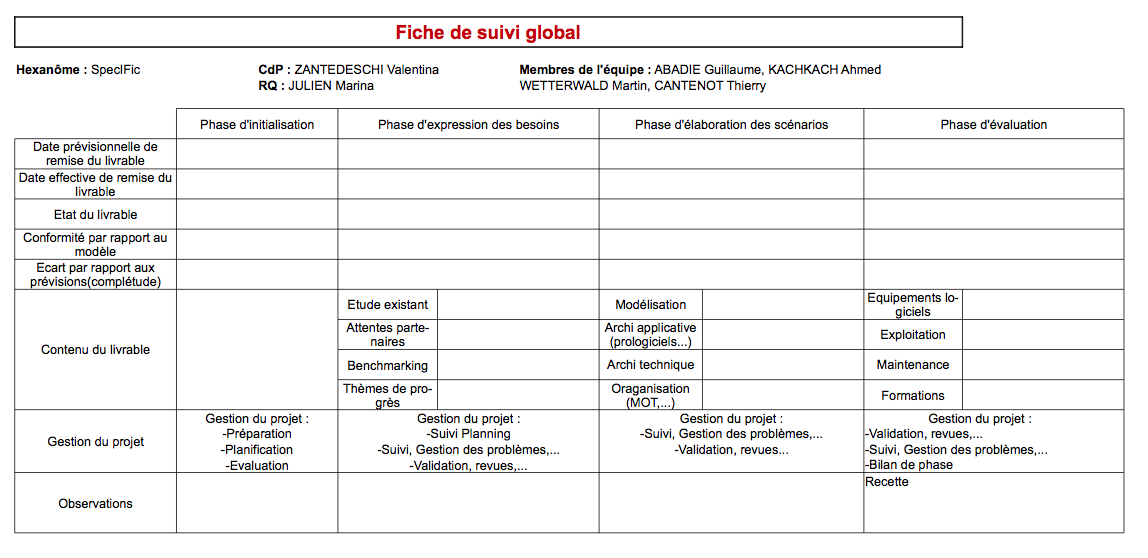 Fiche de suivi global
Hexanôme : SpecIFic
CdP : ZANTEDESCHI Valentina
Membres de l'équipe : ABADIE Guillaume, KACHKACH Ahmed
RQ : JULIEN Marina
WETTERWALD Martin, CANTENOT Thierry
Phase d'initialisation
Phase d'expression des besoins
Phase d'élaboration des scénarios
Phase d'évaluation
Date prévisionnelle de
remise du livrable
Date effective de remise du
livrable
Etat du livrable
Conformité par rapport au
modèle
Ecart par rapport aux
prévisions(complétude)
Contenu du livrable
Etude existant
Modélisation
Equipements lo-
giciels
Attentes parte-
naires
Archi applicative
(prologiciels...)
Exploitation
Benchmarking
Archi technique
Maintenance
Thèmes de pro-
grès
Oraganisation
(MOT,...)
Formations
Gestion du projet
Gestion du projet :
-Préparation
-Planification
-Evaluation
Gestion du projet :
-Suivi Planning
-Suivi, Gestion des problèmes,...
-Validation, revues,...
Gestion du projet :
-Suivi, Gestion des problèmes,...
-Validation, revues...
Gestion du projet :
-Validation, revues,...
-Suivi, Gestion des problèmes,...
-Bilan de phase
Observations
Recette